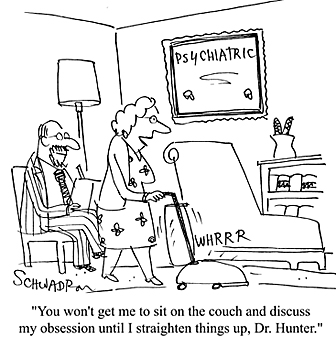 PSYCHIATRIC
WHRRR
SCHWADRON
"You won't get me to sit on the couch and discuss
my obsession until I straighten things up, Dr. Hunter."